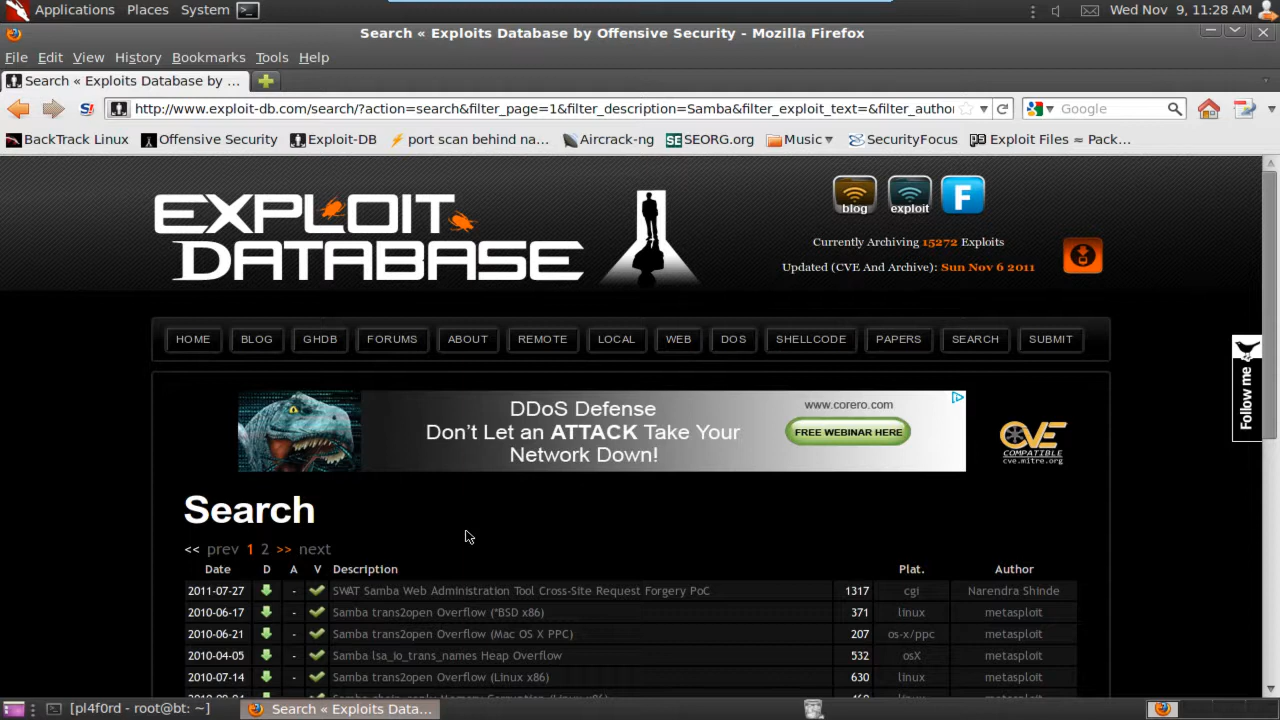 Applications Places System Wed Nov 9, 11:28 AM
Search « Exploits Database by Offensive Security - Mozilla Firefox
File Edit View History Bookmarks Tools Help
Search « Exploits Database by ...
http://www.exploit-db.com/search/?action=search&filter_page=1&filter_description=Samba&filter_exploit_text=&filter_autho Google
BackTrack Linux Offensive Security Exploit-DB port scan behind na... Aircrack-ng SEORG.org Music SecurityFocus Exploit Files ≈ Pack...
EXPLOIT
DATABASE
blog exploit F
Currently Archiving 15272 Exploits
Updated (CVE And Archive): Sun Nov 6 2011
HOME BLOG GHDB FORUMS ABOUT REMOTE LOCAL WEB DOS SHELLCODE PAPERS SEARCH SUBMIT
Follow me
DDoS Defense
Don't Let an ATTACK Take Your
Network Down!
www.corero.com
FREE WEBINAR HERE
CVE
COMPATIBLE
cve.mitre.org
Search
<< prev 1 2 >> next
Date D A V Description Plat. Author
2011-07-27 - SWAT Samba Web Administration Tool Cross-Site Request Forgery PoC 1317 cgi Narendra Shinde
2010-06-17 - Samba trans2open Overflow (*BSD x86) 371 linux metasploit
2010-06-21 - Samba trans2open Overflow (Mac OS X PPC) 207 os-x/ppc metasploit
2010-04-05 - Samba lsa_io_trans_names Heap Overflow 532 osX metasploit
2010-07-14 - Samba trans2open Overflow (Linux x86) 630 linux metasploit
[pl4f0rd - root@bt: ~] Search « Exploits Data...